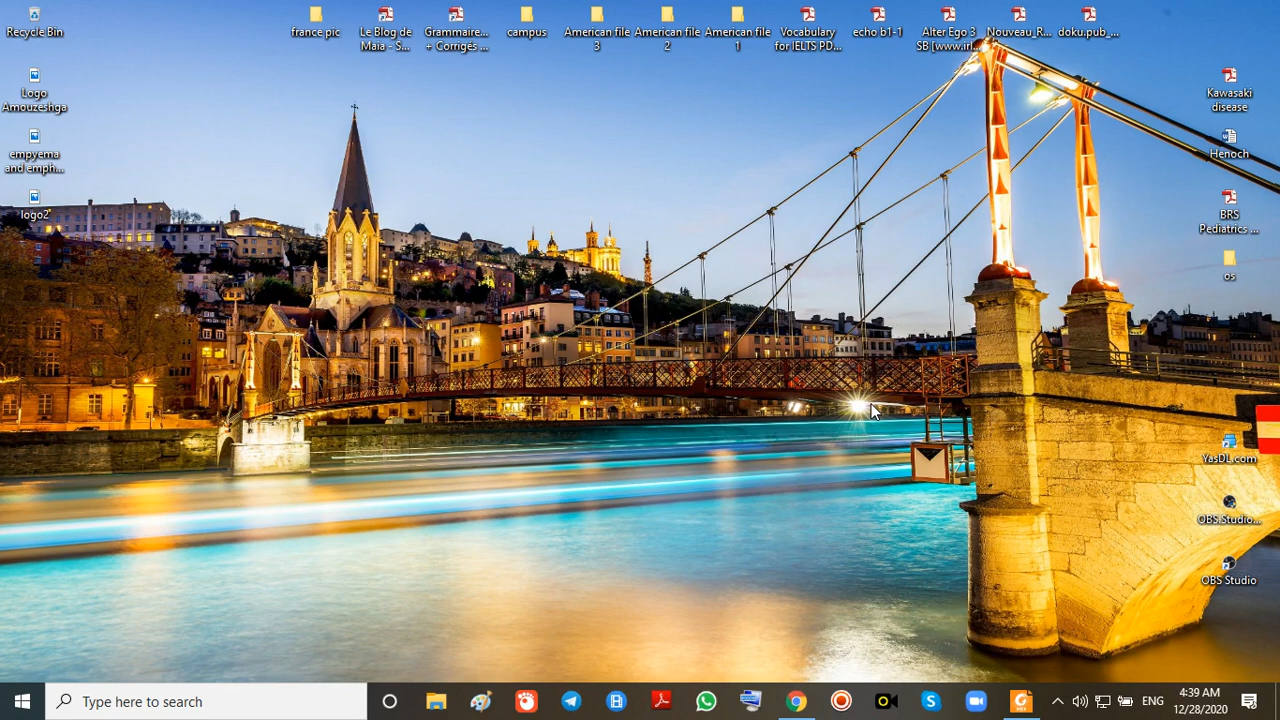 Recycle Bin
france pic
Le Blog de
Maia - S...
Grammaire...
+ Corrigés ...
campus
American file
3
American file
2
American file
1
Vocabulary
for IELTS PD...
echo b1-1
Alter Ego 3
SB [www.irl...
Nouveau_R...
doku.pub_...
Logo
Amouzeshga
empyema
and emph...
logo2
Kawasaki
disease
Henoch
BRS
Pediatrics ...
os
YasDL.com
OBS Studio...
OBS Studio
Type here to search
ENG
4:39 AM
12/28/2020